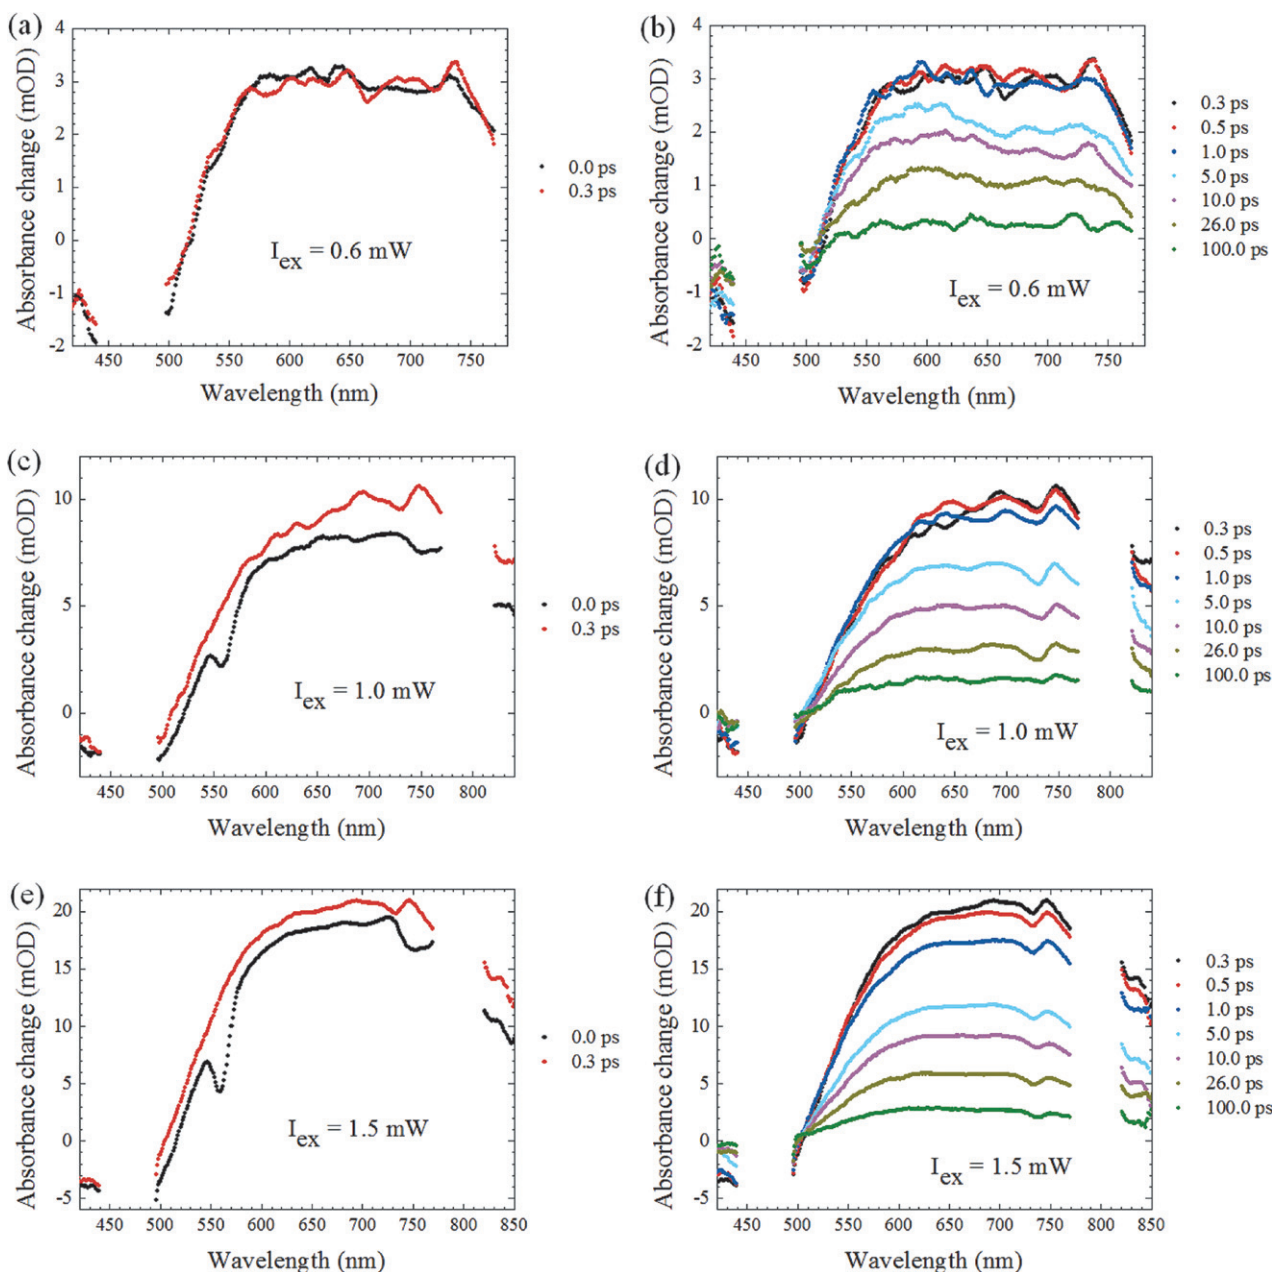 (a)
Absorbance change (mOD)
4
3
2
1
0
-1
-2
450 500 550 600 650 700 750
Wavelength (nm)
I_ex = 0.6 mW
0.0 ps
0.3 ps
(b)
Absorbance change (mOD)
4
3
2
1
0
-1
-2
450 500 550 600 650 700 750
Wavelength (nm)
I_ex = 0.6 mW
0.3 ps
0.5 ps
1.0 ps
5.0 ps
10.0 ps
26.0 ps
100.0 ps
(c)
Absorbance change (mOD)
10
5
0
450 500 550 600 650 700 750 800
Wavelength (nm)
I_ex = 1.0 mW
0.0 ps
0.3 ps
(d)
Absorbance change (mOD)
10
5
0
450 500 550 600 650 700 750 800
Wavelength (nm)
I_ex = 1.0 mW
0.3 ps
0.5 ps
1.0 ps
5.0 ps
10.0 ps
26.0 ps
100.0 ps
(e)
Absorbance change (mOD)
20
15
10
5
0
-5
450 500 550 600 650 700 750 800 850
Wavelength (nm)
I_ex = 1.5 mW
0.0 ps
0.3 ps
(f)
Absorbance change (mOD)
20
15
10
5
0
-5
450 500 550 600 650 700 750 800 850
Wavelength (nm)
I_ex = 1.5 mW
0.3 ps
0.5 ps
1.0 ps
5.0 ps
10.0 ps
26.0 ps
100.0 ps